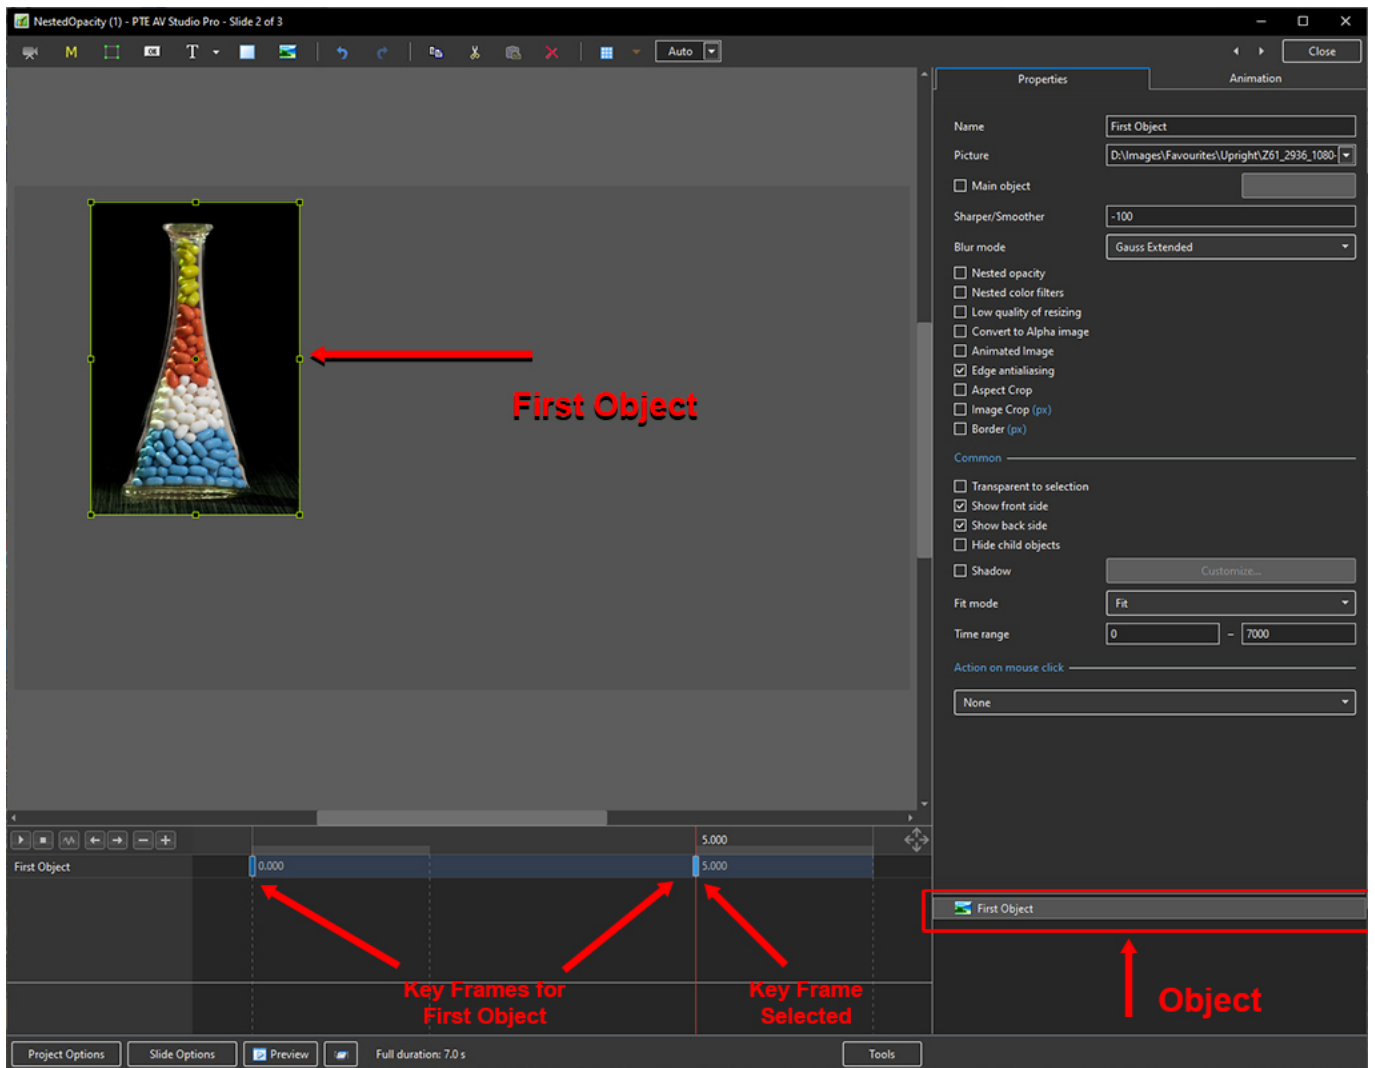 NestedOpacity (1) - PTE AV Studio Pro - Slide 2 of 3
M OK T Auto Close
Properties Animation
Name First Object
Picture D:\Images\Favourites\Upright\Z61_2936_1080-
Main object
Sharper/Smoother -100
Blur mode Gauss Extended
Nested opacity
Nested color filters
Low quality of resizing
Convert to Alpha image
Animated Image
Edge antialiasing
Aspect Crop
Image Crop (px)
Border (px)
Common
Transparent to selection
Show front side
Show back side
Hide child objects
Shadow Customize...
Fit mode Fit
Time range 0 - 7000
Action on mouse click
None
First Object
5.000
First Object 0.000 5.000
First Object
Key Frames for
First Object
Key Frame
Selected
Object
Project Options Slide Options Preview Full duration: 7.0 s Tools